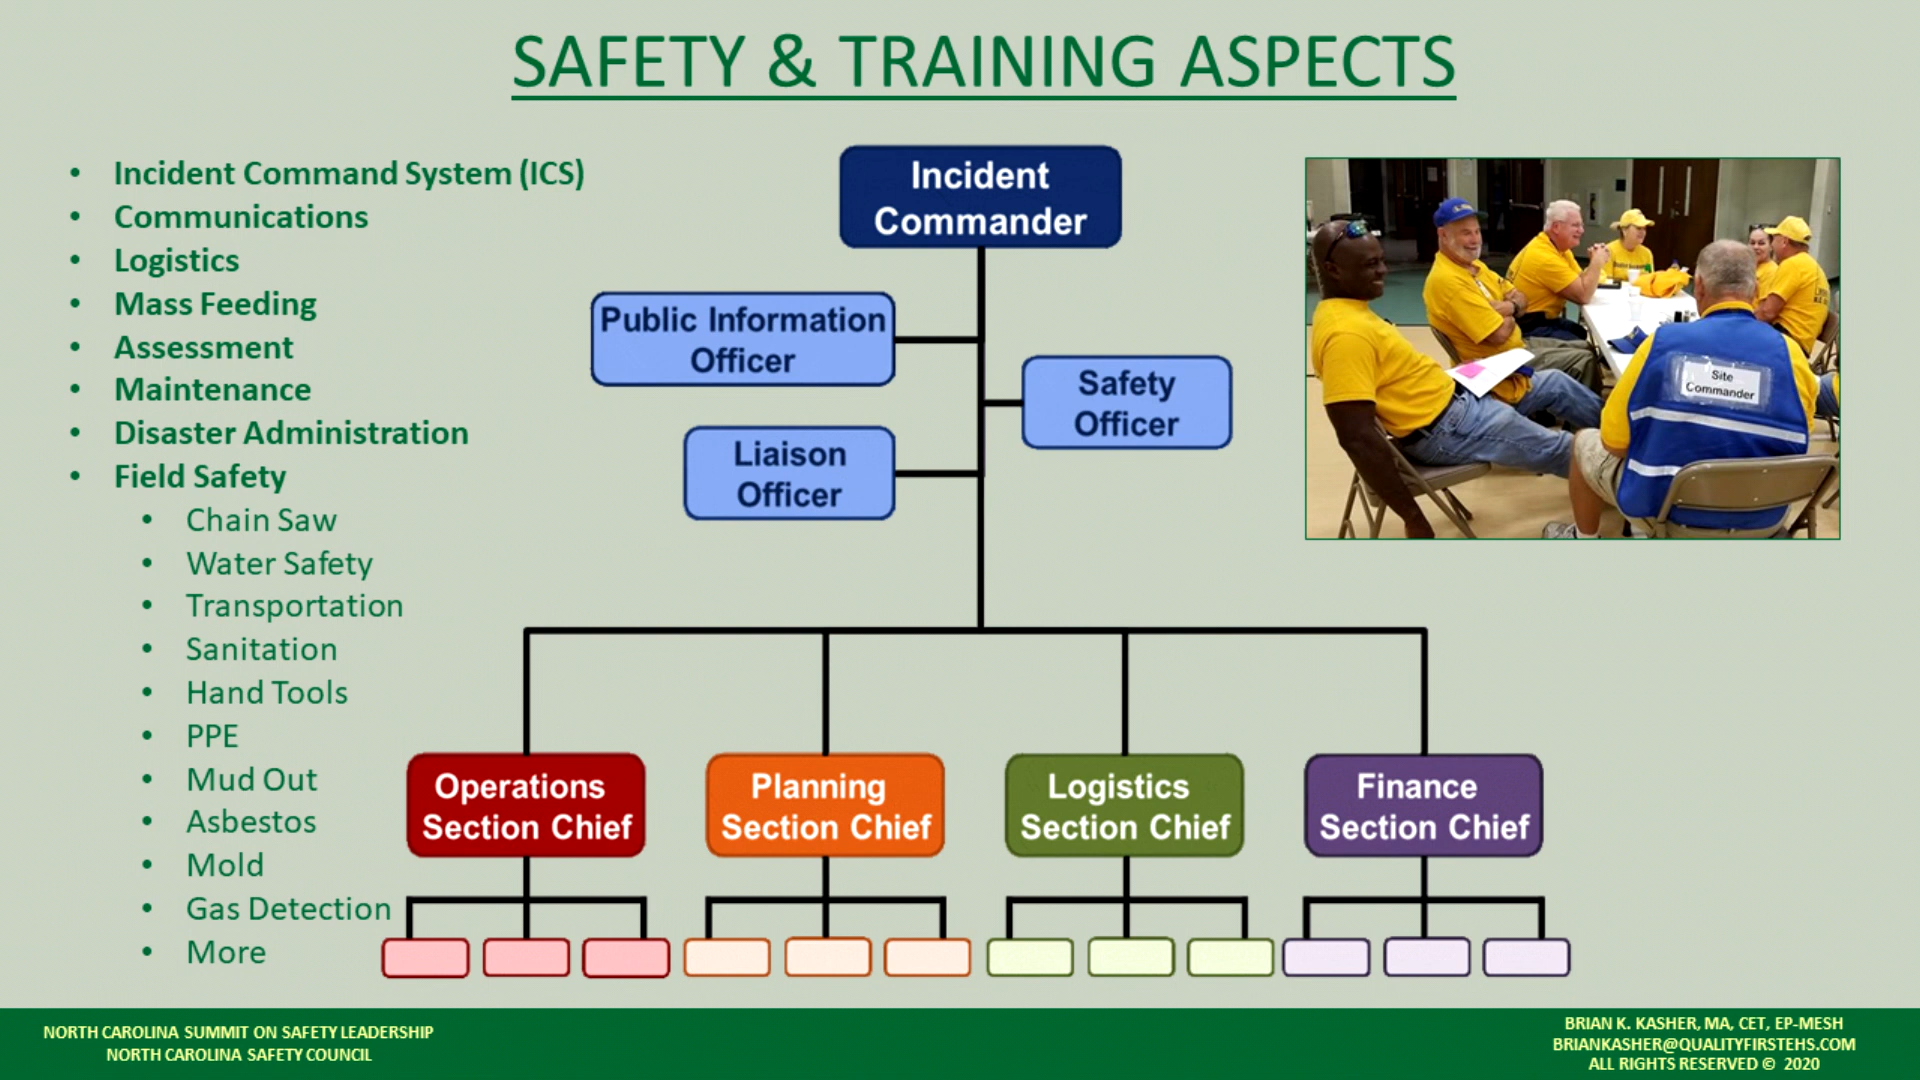 SAFETY & TRAINING ASPECTS
• Incident Command System (ICS)
• Communications
• Logistics
• Mass Feeding
• Assessment
• Maintenance
• Disaster Administration
• Field Safety
• Chain Saw
• Water Safety
• Transportation
• Sanitation
• Hand Tools
• PPE
• Mud Out
• Asbestos
• Mold
• Gas Detection
• More
Incident
Commander
Public Information
Officer
Safety
Officer
Liaison
Officer
Operations
Section Chief
Planning
Section Chief
Logistics
Section Chief
Finance
Section Chief
Site
Commander
NORTH CAROLINA SUMMIT ON SAFETY LEADERSHIP
NORTH CAROLINA SAFETY COUNCIL
BRIAN K. KASHER, MA, CET, EP-MESH
BRIANKASHER@QUALITYFIRSTEHS.COM
ALL RIGHTS RESERVED © 2020